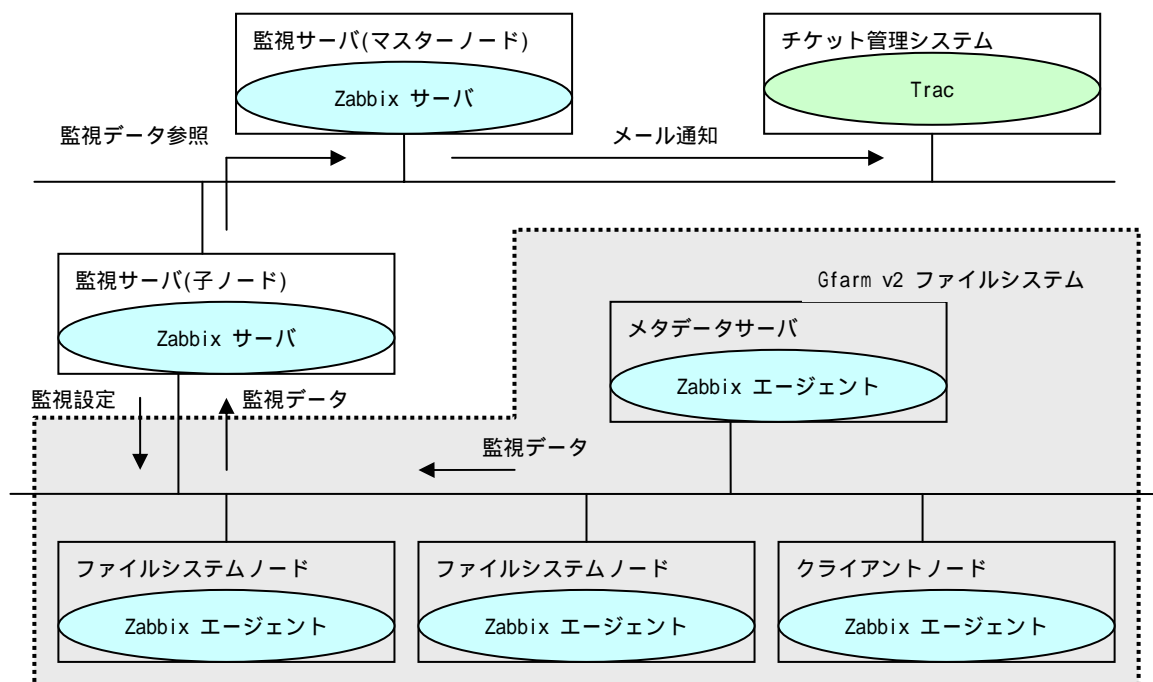 監視サーバ(マスターノード)
Zabbix サーバ
チケット管理システム
Trac
監視データ参照
メール通知
監視サーバ(子ノード)
Zabbix サーバ
Gfarm v2 ファイルシステム
メタデータサーバ
Zabbix エージェント
監視設定
監視データ
監視データ
ファイルシステムノード
Zabbix エージェント
ファイルシステムノード
Zabbix エージェント
クライアントノード
Zabbix エージェント